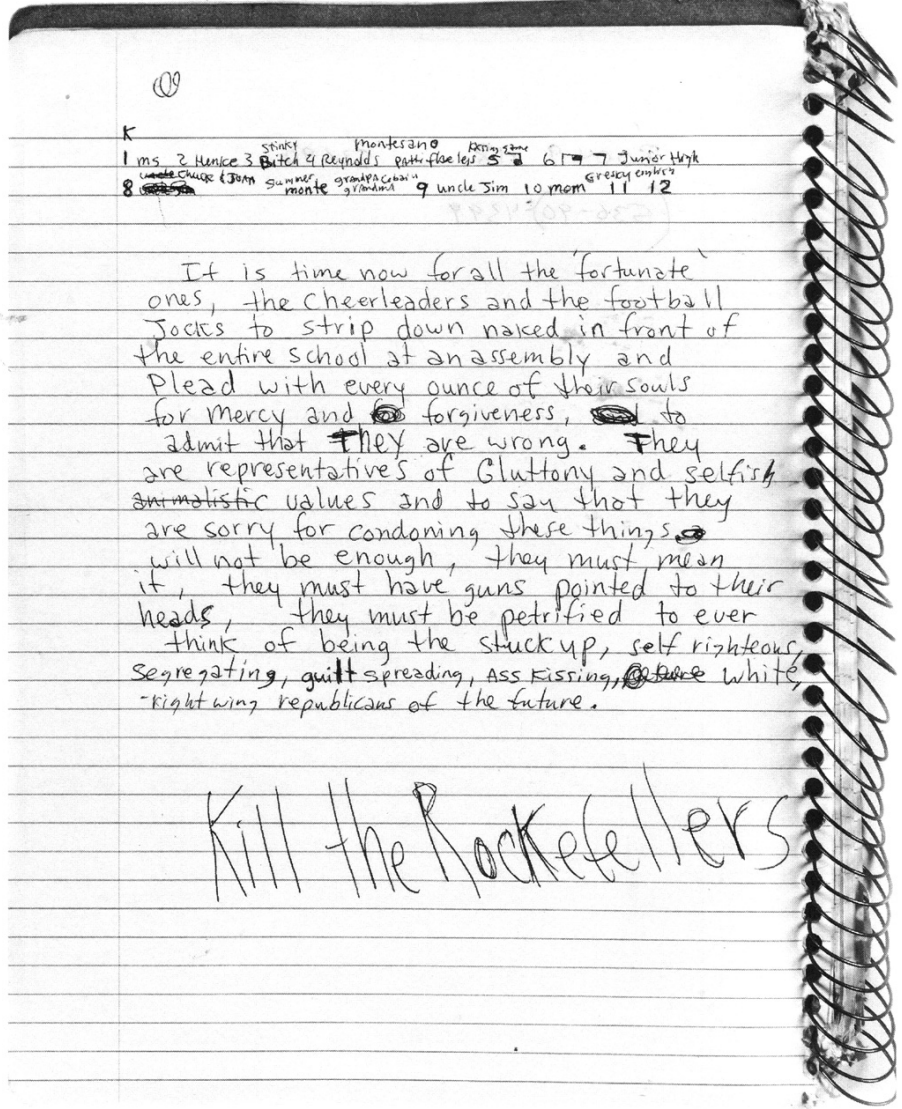 K
Stinky montesano kissing game
1 ms 2 Henice 3 Bitch 4 Reynolds 5 6 7 Junior High
uncle Chuck & JOAN Summer grandpa Cobain Gresky
8 monte grandma 9 uncle Jim 10 mom 11 12
It is time now for all the 'fortunate'
ones, the cheerleaders and the football
Jocks to strip down naked in front of
the entire school at an assembly and
Plead with every ounce of their souls
for mercy and forgiveness, to
admit that They are wrong. They
are representatives of Gluttony and selfish
animalistic values and to say that they
are sorry for condoning these things
will not be enough, they must mean
it, they must have guns pointed to their
heads, they must be petrified to ever
think of being the stuck up, self righteous,
segregating, guilt spreading, ASS Kissing, white,
right wing republicans of the future.
Kill the Rockefellers